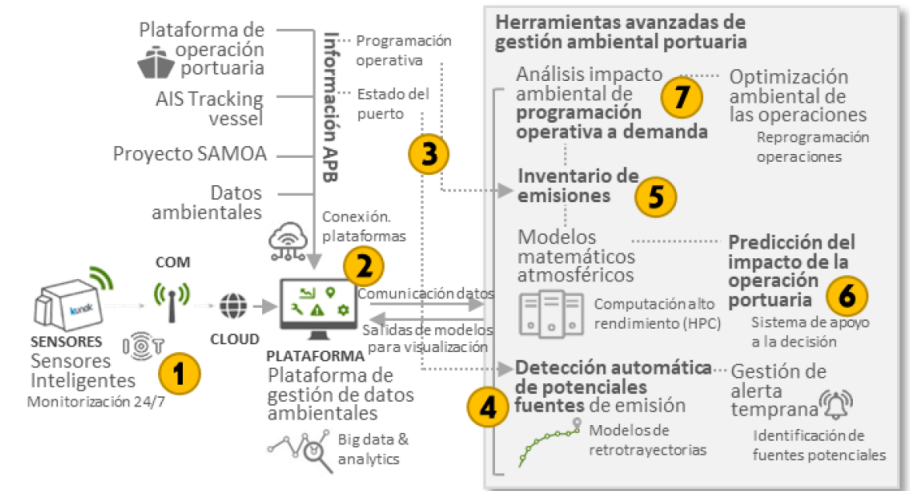 Plataforma de
operación
portuaria
AIS Tracking
vessel
Proyecto SAMOA
Datos
ambientales
Información APB
Programación
operativa
Estado del
puerto
3
Conexión.
plataformas
2
COM
kunak
SENSORES
Sensores
Inteligentes
Monitorización 24/7
IoT
1
CLOUD
PLATAFORMA
Plataforma de
gestión de datos
ambientales
Big data &
analytics
Comunicación datos
Salidas de modelos
para visualización
Herramientas avanzadas de
gestión ambiental portuaria
Análisis impacto
ambiental de
programación
operativa a demanda
7
Optimización
ambiental de
las operaciones
Reprogramación
operaciones
Inventario de
emisiones
5
Modelos
matemáticos
atmosféricos
Computación alto
rendimiento (HPC)
Predicción del
impacto de la
operación
portuaria
6
Sistema de apoyo
a la decisión
4
Detección automática
de potenciales
fuentes de emisión
Modelos de
retrotrayectorias
Gestión de
alerta
temprana
Identificación de
fuentes potenciales